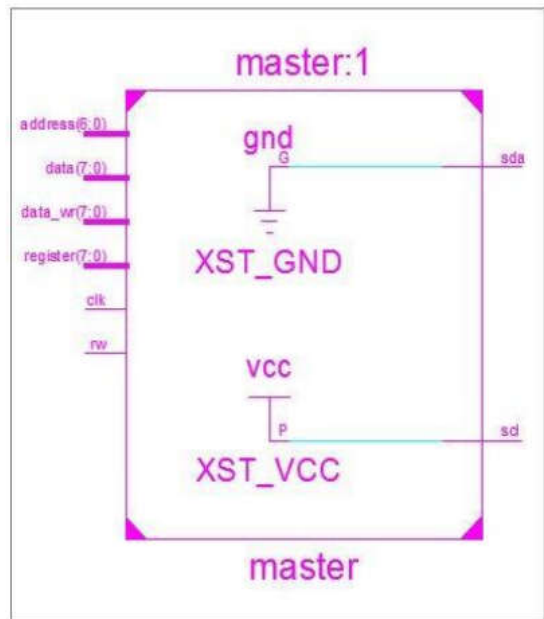 master:1
address(6:0)
data(7:0)
data_wr(7:0)
register(7:0)
clk
rw
gnd
G
sda
XST_GND
vcc
P
scl
XST_VCC
master